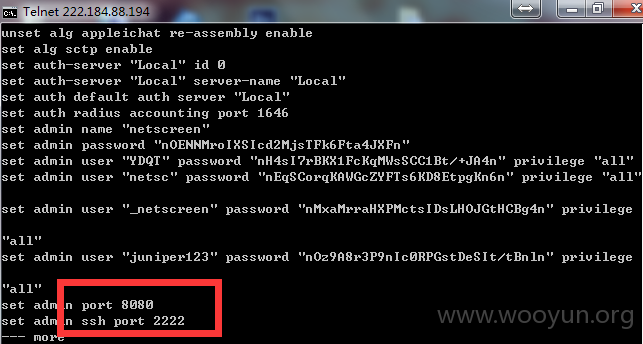 Telnet 222.184.88.194
unset alg appleichat re-assembly enable
set alg sctp enable
set auth-server "Local" id 0
set auth-server "Local" server-name "Local"
set auth default auth server "Local"
set auth radius accounting port 1646
set admin name "netscreen"
set admin password "nOENNMroIXSIcd2MjsTFk6Fta4JXFn"
set admin user "YDQT" password "nH4sI7rBKX1FcKqMWsSCC1Bt/+JA4n" privilege "all"
set admin user "netsc" password "nEqSCorqKAWGcZYFTs6KD8EtpgKn6n" privilege "all"
set admin user "_netscreen" password "nMxaMrraHXPMctsIDsLHOJGtHCBg4n" privilege
"all"
set admin user "juniper123" password "nOz9A8r3P9nIc0RPGstDeSIt/tBnln" privilege
"all"
set admin port 8080
set admin ssh port 2222
--- more
www.wooyun.org